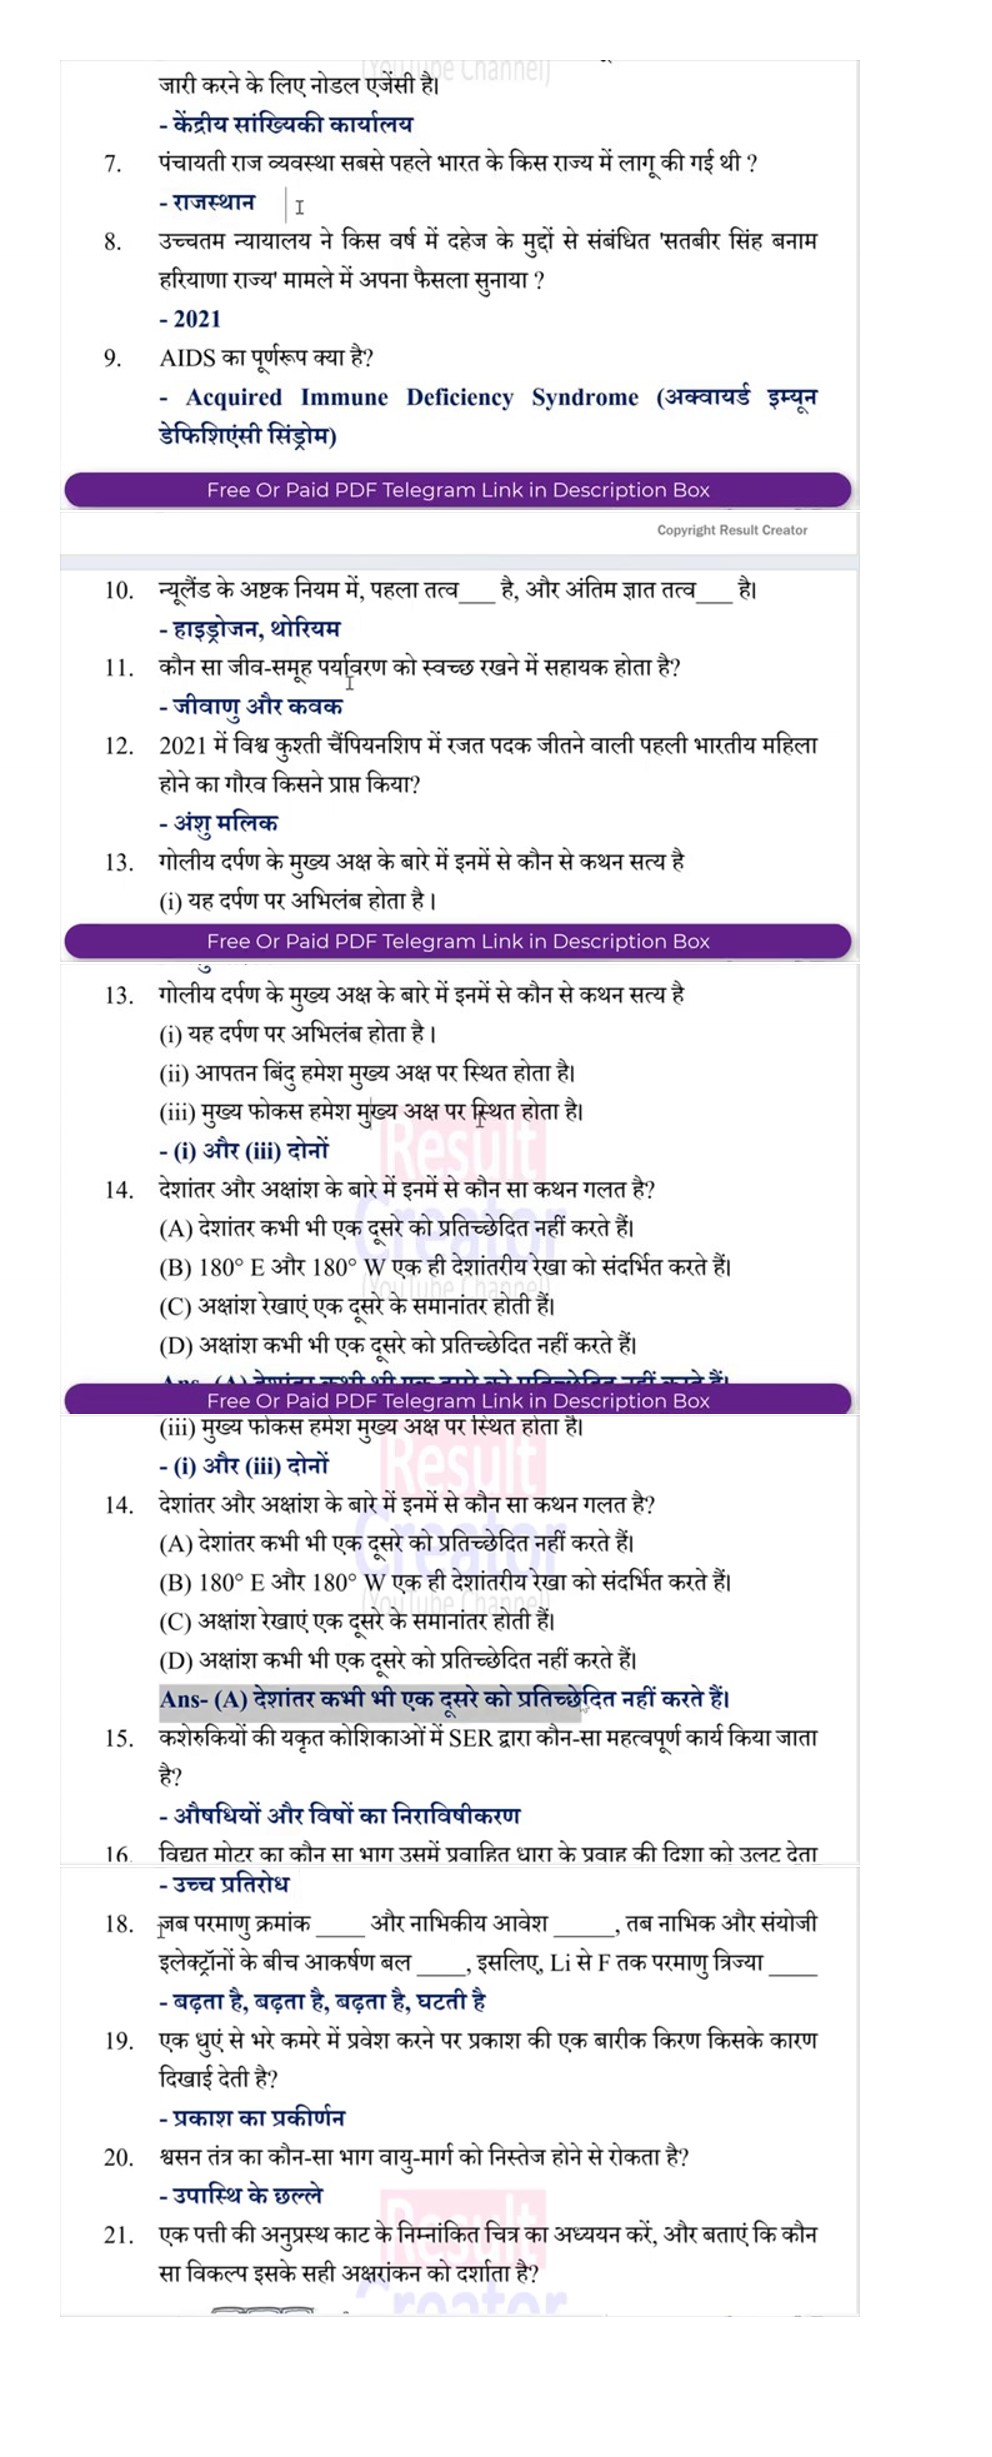 (YouTube Channel)
जारी करने के लिए नोडल एजेंसी है।
- केंद्रीय सांख्यिकी कार्यालय
7. पंचायती राज व्यवस्था सबसे पहले भारत के किस राज्य में लागू की गई थी ?
- राजस्थान
8. उच्चतम न्यायालय ने किस वर्ष में दहेज के मुद्दों से संबंधित 'सतबीर सिंह बनाम
हरियाणा राज्य' मामले में अपना फैसला सुनाया ?
- 2021
9. AIDS का पूर्णरूप क्या है?
- Acquired Immune Deficiency Syndrome (अक्वायर्ड इम्यून
डेफिशिएंसी सिंड्रोम)
Free Or Paid PDF Telegram Link in Description Box
Copyright Result Creator
10. न्यूलैंड के अष्टक नियम में, पहला तत्व____ है, और अंतिम ज्ञात तत्व____ है।
- हाइड्रोजन, थोरियम
11. कौन सा जीव-समूह पर्यावरण को स्वच्छ रखने में सहायक होता है?
- जीवाणु और कवक
12. 2021 में विश्व कुश्ती चैंपियनशिप में रजत पदक जीतने वाली पहली भारतीय महिला
होने का गौरव किसने प्राप्त किया?
- अंशु मलिक
13. गोलीय दर्पण के मुख्य अक्ष के बारे में इनमें से कौन से कथन सत्य है
(i) यह दर्पण पर अभिलंब होता है ।
Free Or Paid PDF Telegram Link in Description Box
13. गोलीय दर्पण के मुख्य अक्ष के बारे में इनमें से कौन से कथन सत्य है
(i) यह दर्पण पर अभिलंब होता है ।
(ii) आपतन बिंदु हमेश मुख्य अक्ष पर स्थित होता है।
(iii) मुख्य फोकस हमेश मुख्य अक्ष पर स्थित होता है।
- (i) और (iii) दोनों
14. देशांतर और अक्षांश के बारे में इनमें से कौन सा कथन गलत है?
(A) देशांतर कभी भी एक दूसरे को प्रतिच्छेदित नहीं करते हैं।
(B) 180° E और 180° W एक ही देशांतरीय रेखा को संदर्भित करते हैं।
(C) अक्षांश रेखाएं एक दूसरे के समानांतर होती हैं।
(D) अक्षांश कभी भी एक दूसरे को प्रतिच्छेदित नहीं करते हैं।
Ans- (A) देशांतर कभी भी एक दूसरे को प्रतिच्छेदित नहीं करते हैं।
Free Or Paid PDF Telegram Link in Description Box
(iii) मुख्य फोकस हमेश मुख्य अक्ष पर स्थित होता है।
- (i) और (iii) दोनों
14. देशांतर और अक्षांश के बारे में इनमें से कौन सा कथन गलत है?
(A) देशांतर कभी भी एक दूसरे को प्रतिच्छेदित नहीं करते हैं।
(B) 180° E और 180° W एक ही देशांतरीय रेखा को संदर्भित करते हैं।
(C) अक्षांश रेखाएं एक दूसरे के समानांतर होती हैं।
(D) अक्षांश कभी भी एक दूसरे को प्रतिच्छेदित नहीं करते हैं।
Ans- (A) देशांतर कभी भी एक दूसरे को प्रतिच्छेदित नहीं करते हैं।
15. कशेरुकियों की यकृत कोशिकाओं में SER द्वारा कौन-सा महत्वपूर्ण कार्य किया जाता
है?
- औषधियों और विषों का निराविषीकरण
16. विद्युत मोटर का कौन सा भाग उसमें प्रवाहित धारा के प्रवाह की दिशा को उलट देता
- उच्च प्रतिरोध
18. जब परमाणु क्रमांक ____ और नाभिकीय आवेश _____, तब नाभिक और संयोजी
इलेक्ट्रॉनों के बीच आकर्षण बल ____, इसलिए, Li से F तक परमाणु त्रिज्या ____
- बढ़ता है, बढ़ता है, बढ़ता है, घटती है
19. एक धुएं से भरे कमरे में प्रवेश करने पर प्रकाश की एक बारीक किरण किसके कारण
दिखाई देती है?
- प्रकाश का प्रकीर्णन
20. श्वसन तंत्र का कौन-सा भाग वायु-मार्ग को निस्तेज होने से रोकता है?
- उपास्थि के छल्ले
21. एक पत्ती की अनुप्रस्थ काट के निम्नांकित चित्र का अध्ययन करें, और बताएं कि कौन
सा विकल्प इसके सही अक्षरांकन को दर्शाता है?